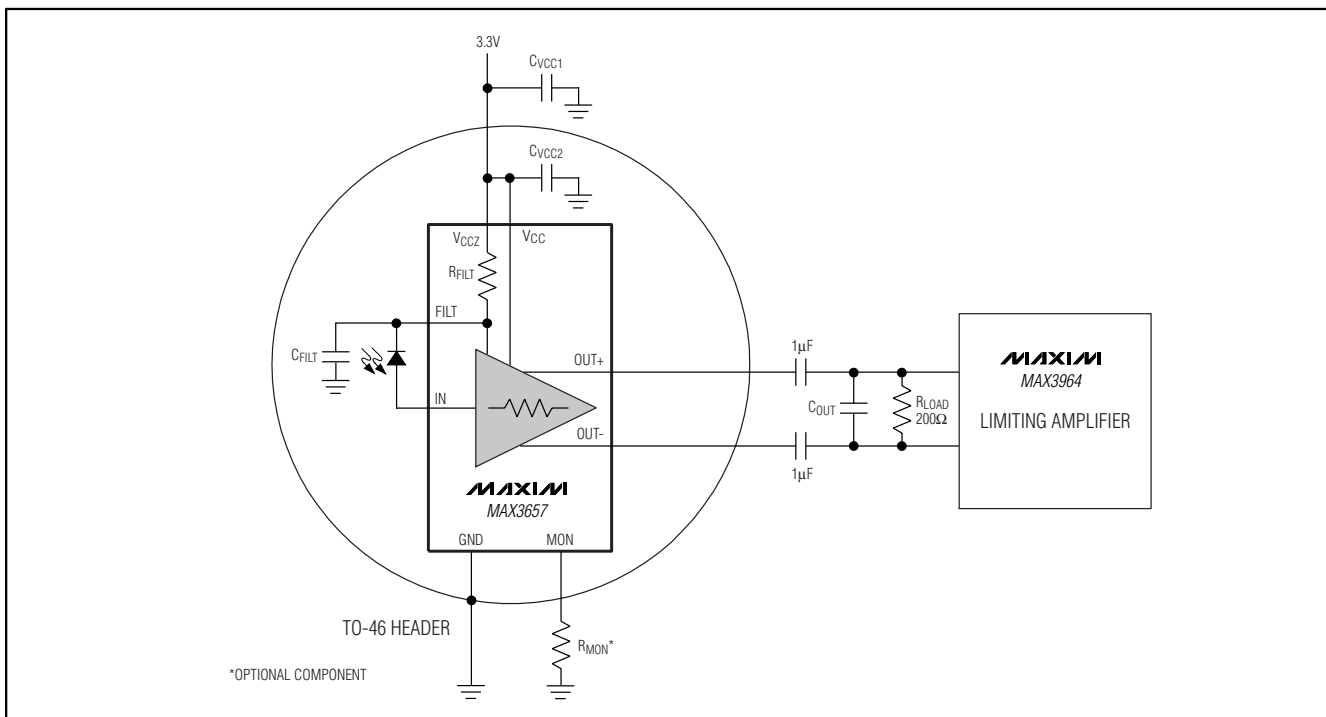 3.3V
CVCC1
CVCC2
VCCZ
VCC
RFILT
FILT
CFILT
IN
OUT+
OUT-
MAXIM
MAX3657
GND
MON
1µF
1µF
COUT
RLOAD
200Ω
MAXIM
MAX3964
LIMITING AMPLIFIER
TO-46 HEADER
RMON*
*OPTIONAL COMPONENT